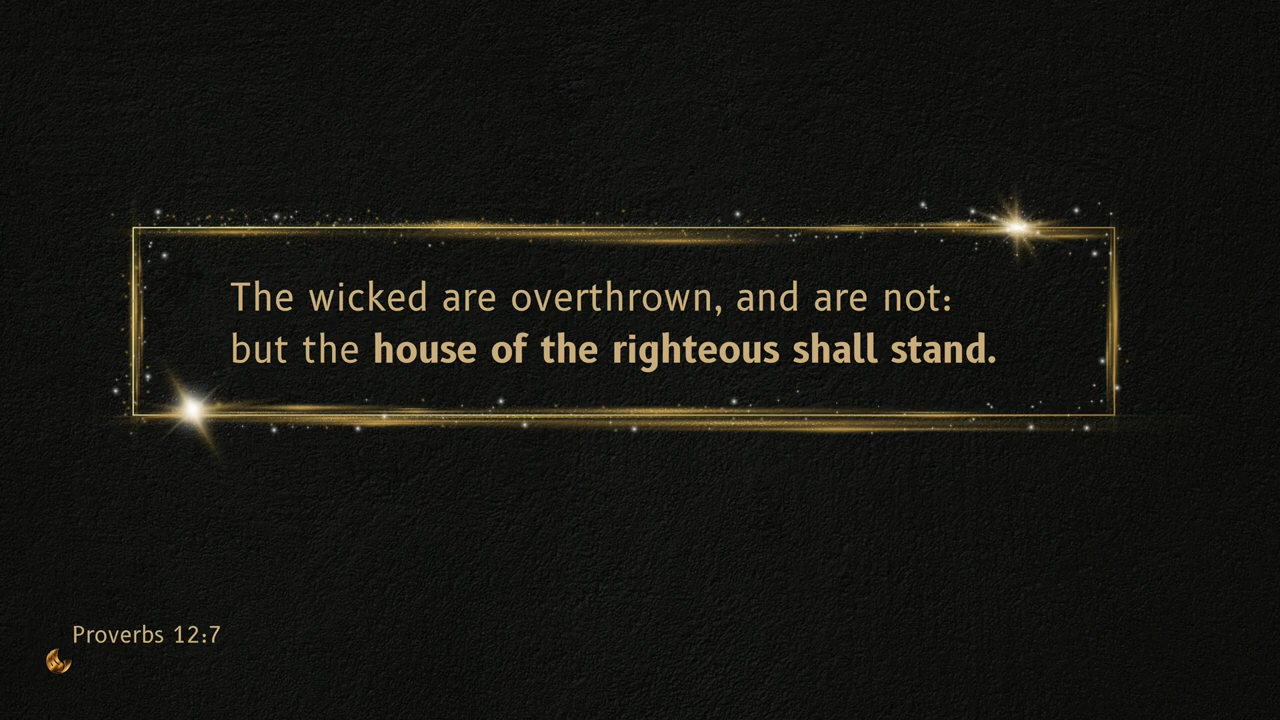 The wicked are overthrown, and are not:
but the house of the righteous shall stand.
Proverbs 12:7